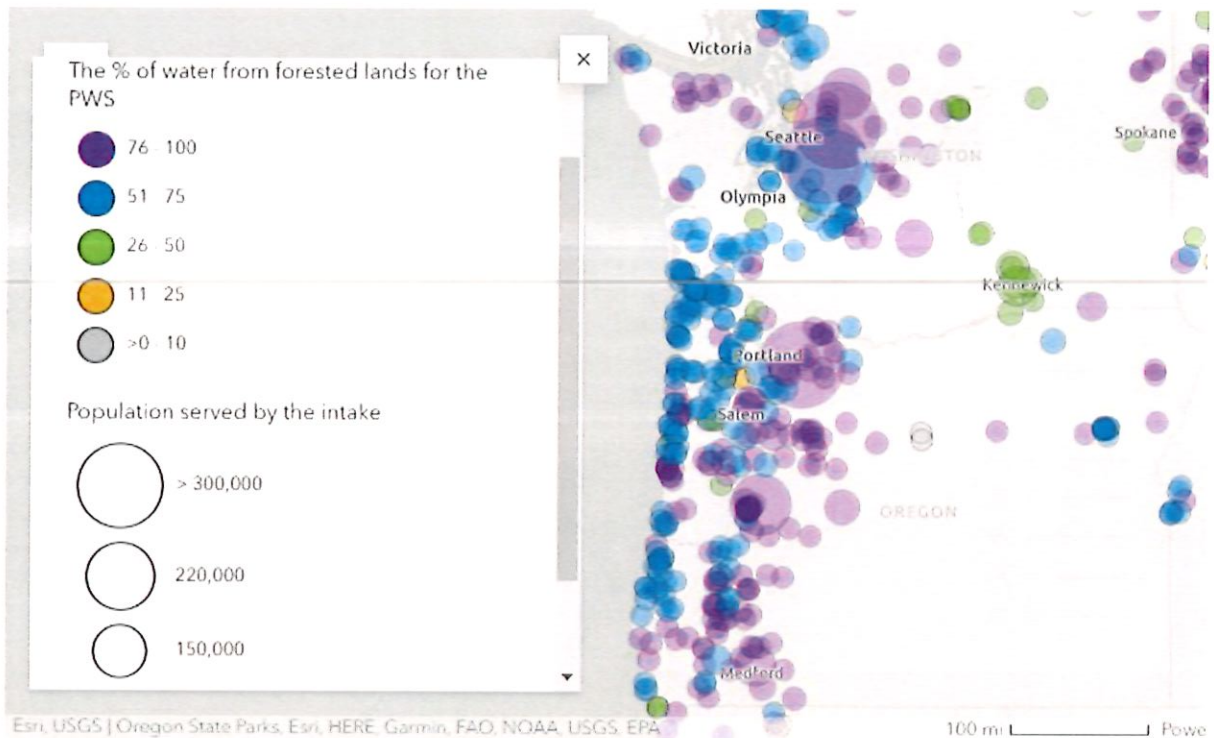 The % of water from forested lands for the
PWS
76 - 100
51 75
26 - 50
11 25
>0 - 10
Population served by the intake
> 300,000
220,000
150,000
×
Victoria
Seattle
Spokane
Olympia
Kennewick
Portland
Salem
OREGON
Medford
Esri, USGS | Oregon State Parks, Esri, HERE, Garmin, FAO, NOAA, USGS, EPA
100 mi
Powe